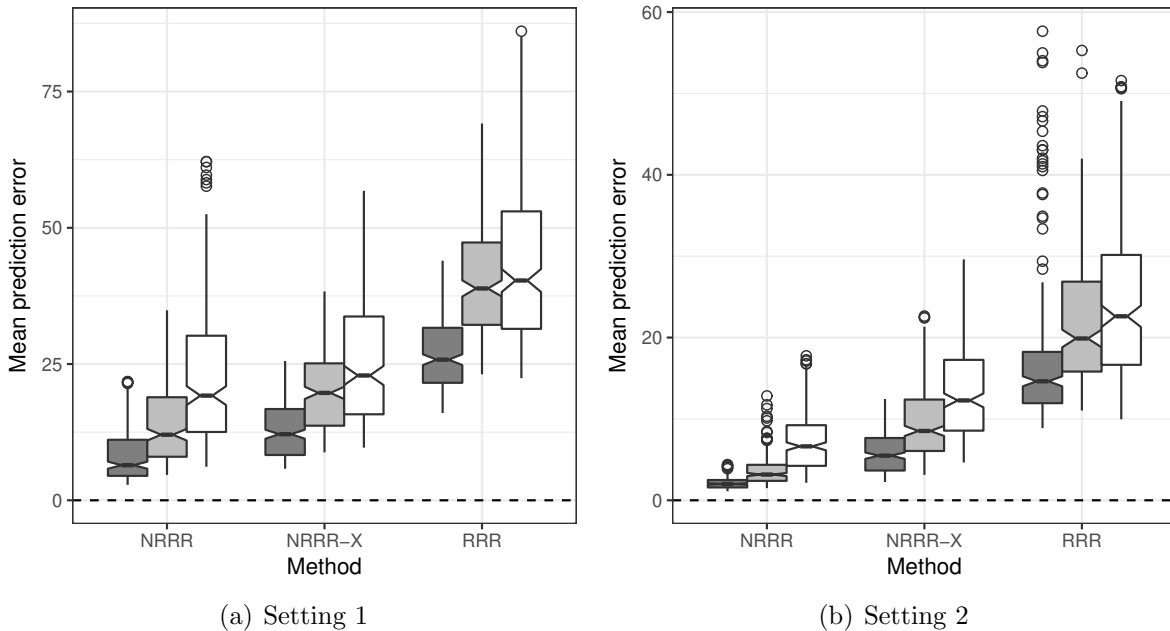 Mean prediction error
75
50
25
0
NRRR
NRRR−X
RRR
Method
(a) Setting 1
Mean prediction error
60
40
20
0
NRRR
NRRR−X
RRR
Method
(b) Setting 2